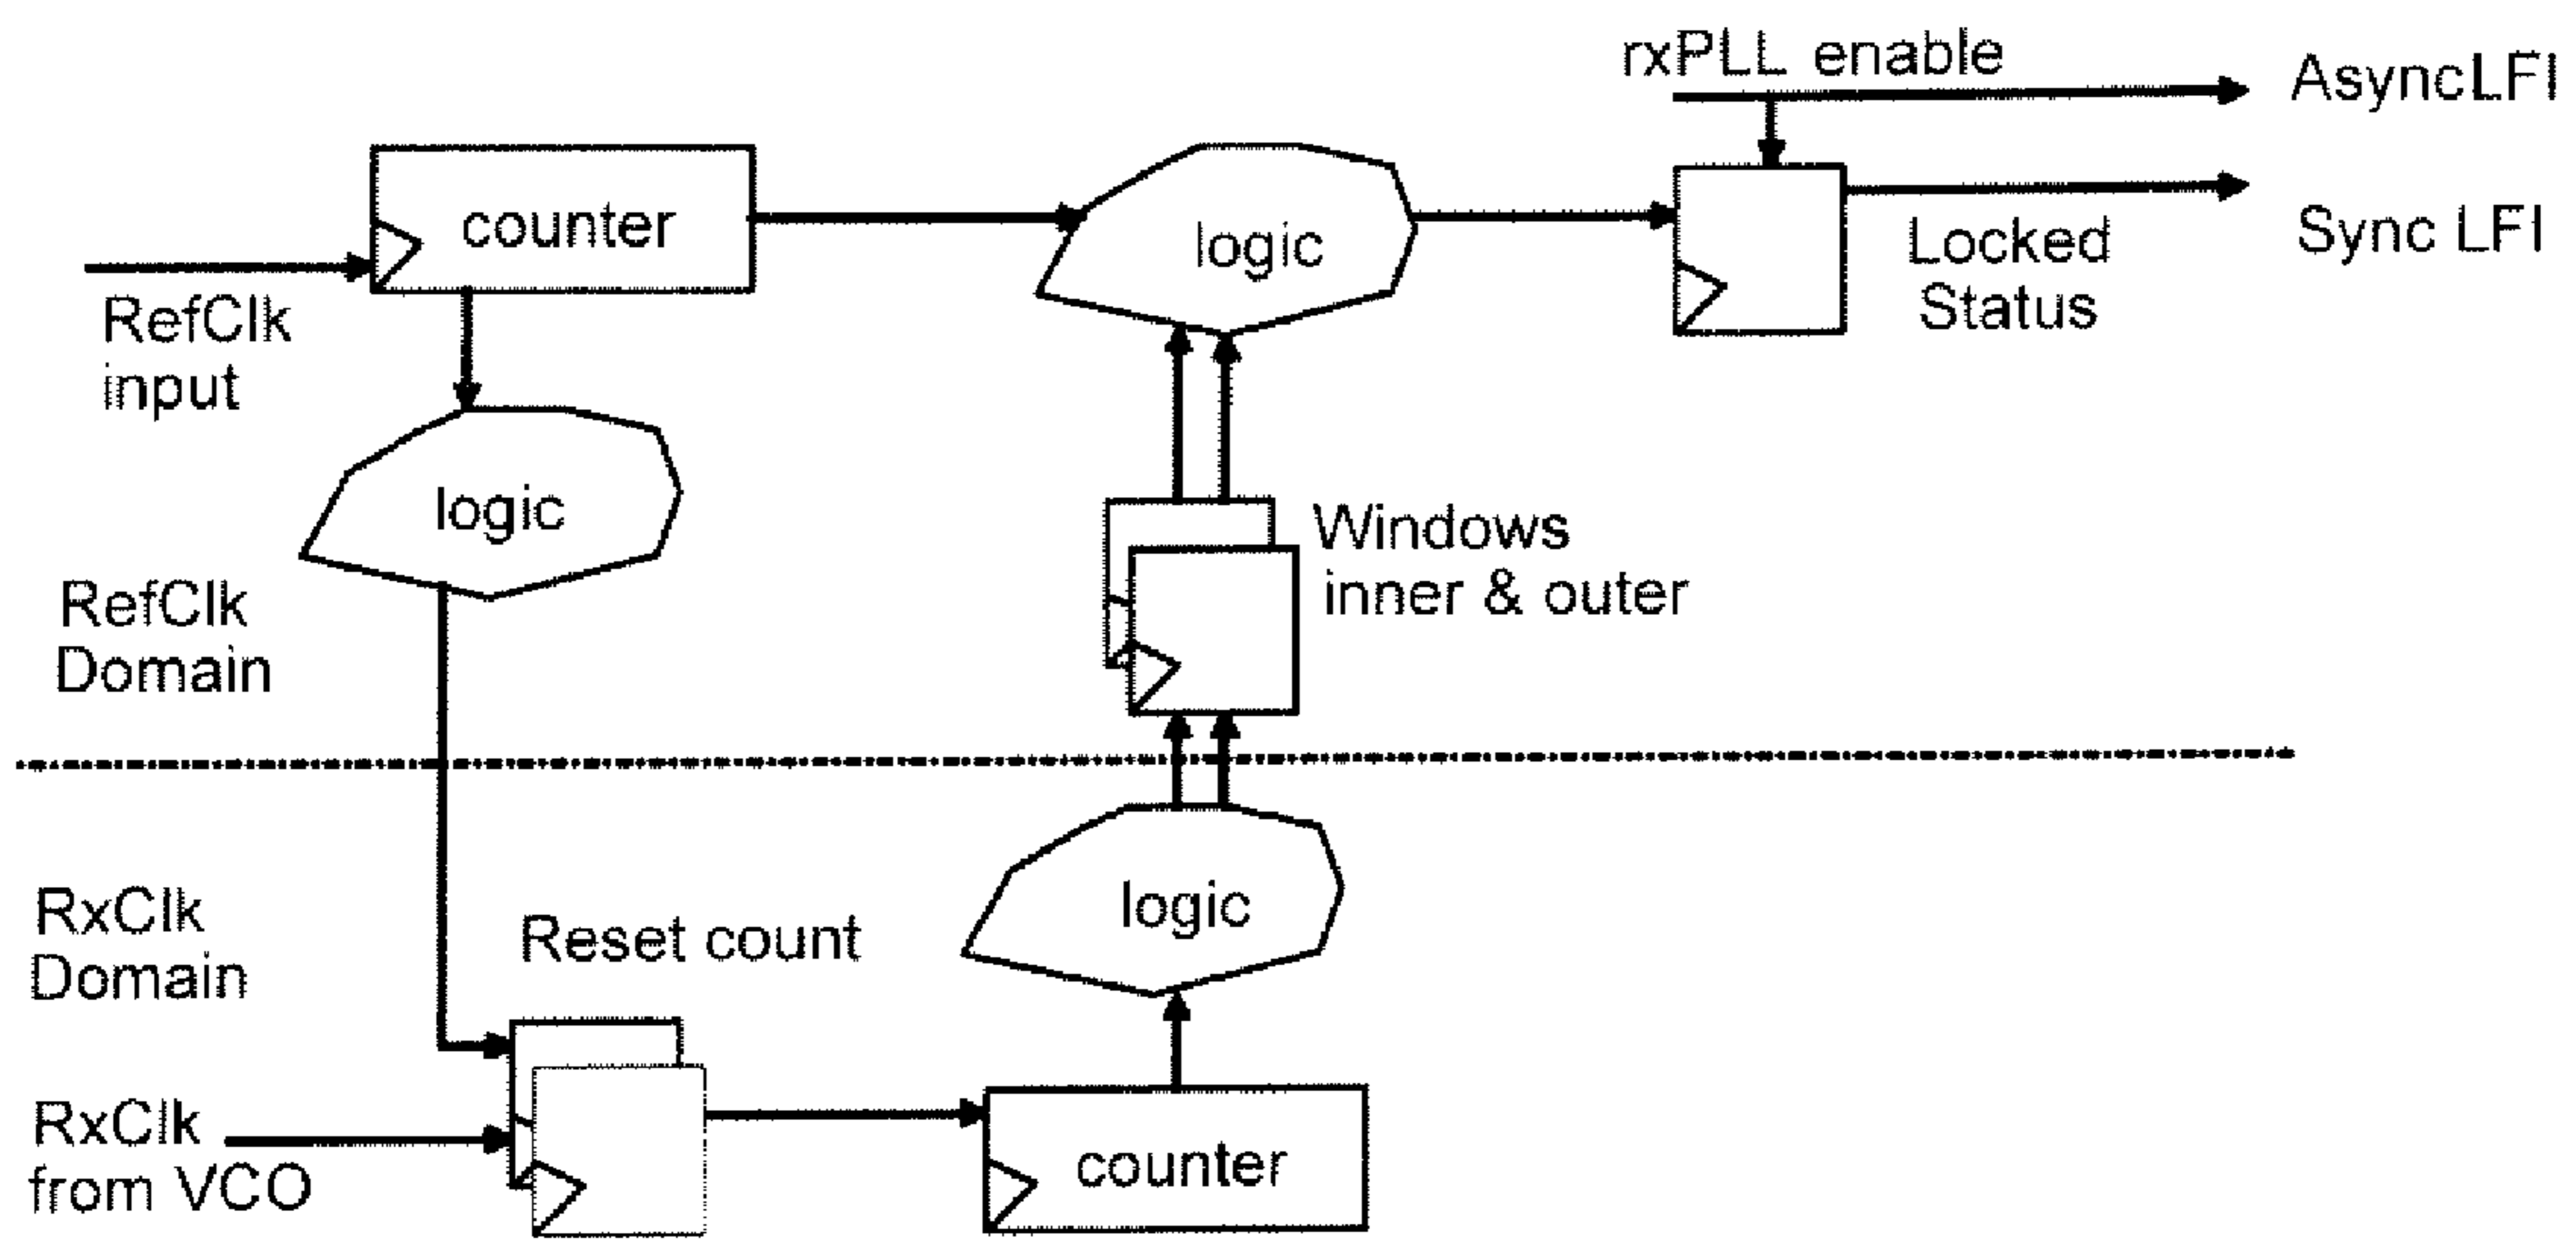 rxPLL enable
AsyncLFI
counter
logic
Locked
Status
Sync LFI
RefClk
input
logic
Windows
inner & outer
RefClk
Domain
RxClk
Domain
Reset count
logic
RxClk
from VCO
counter